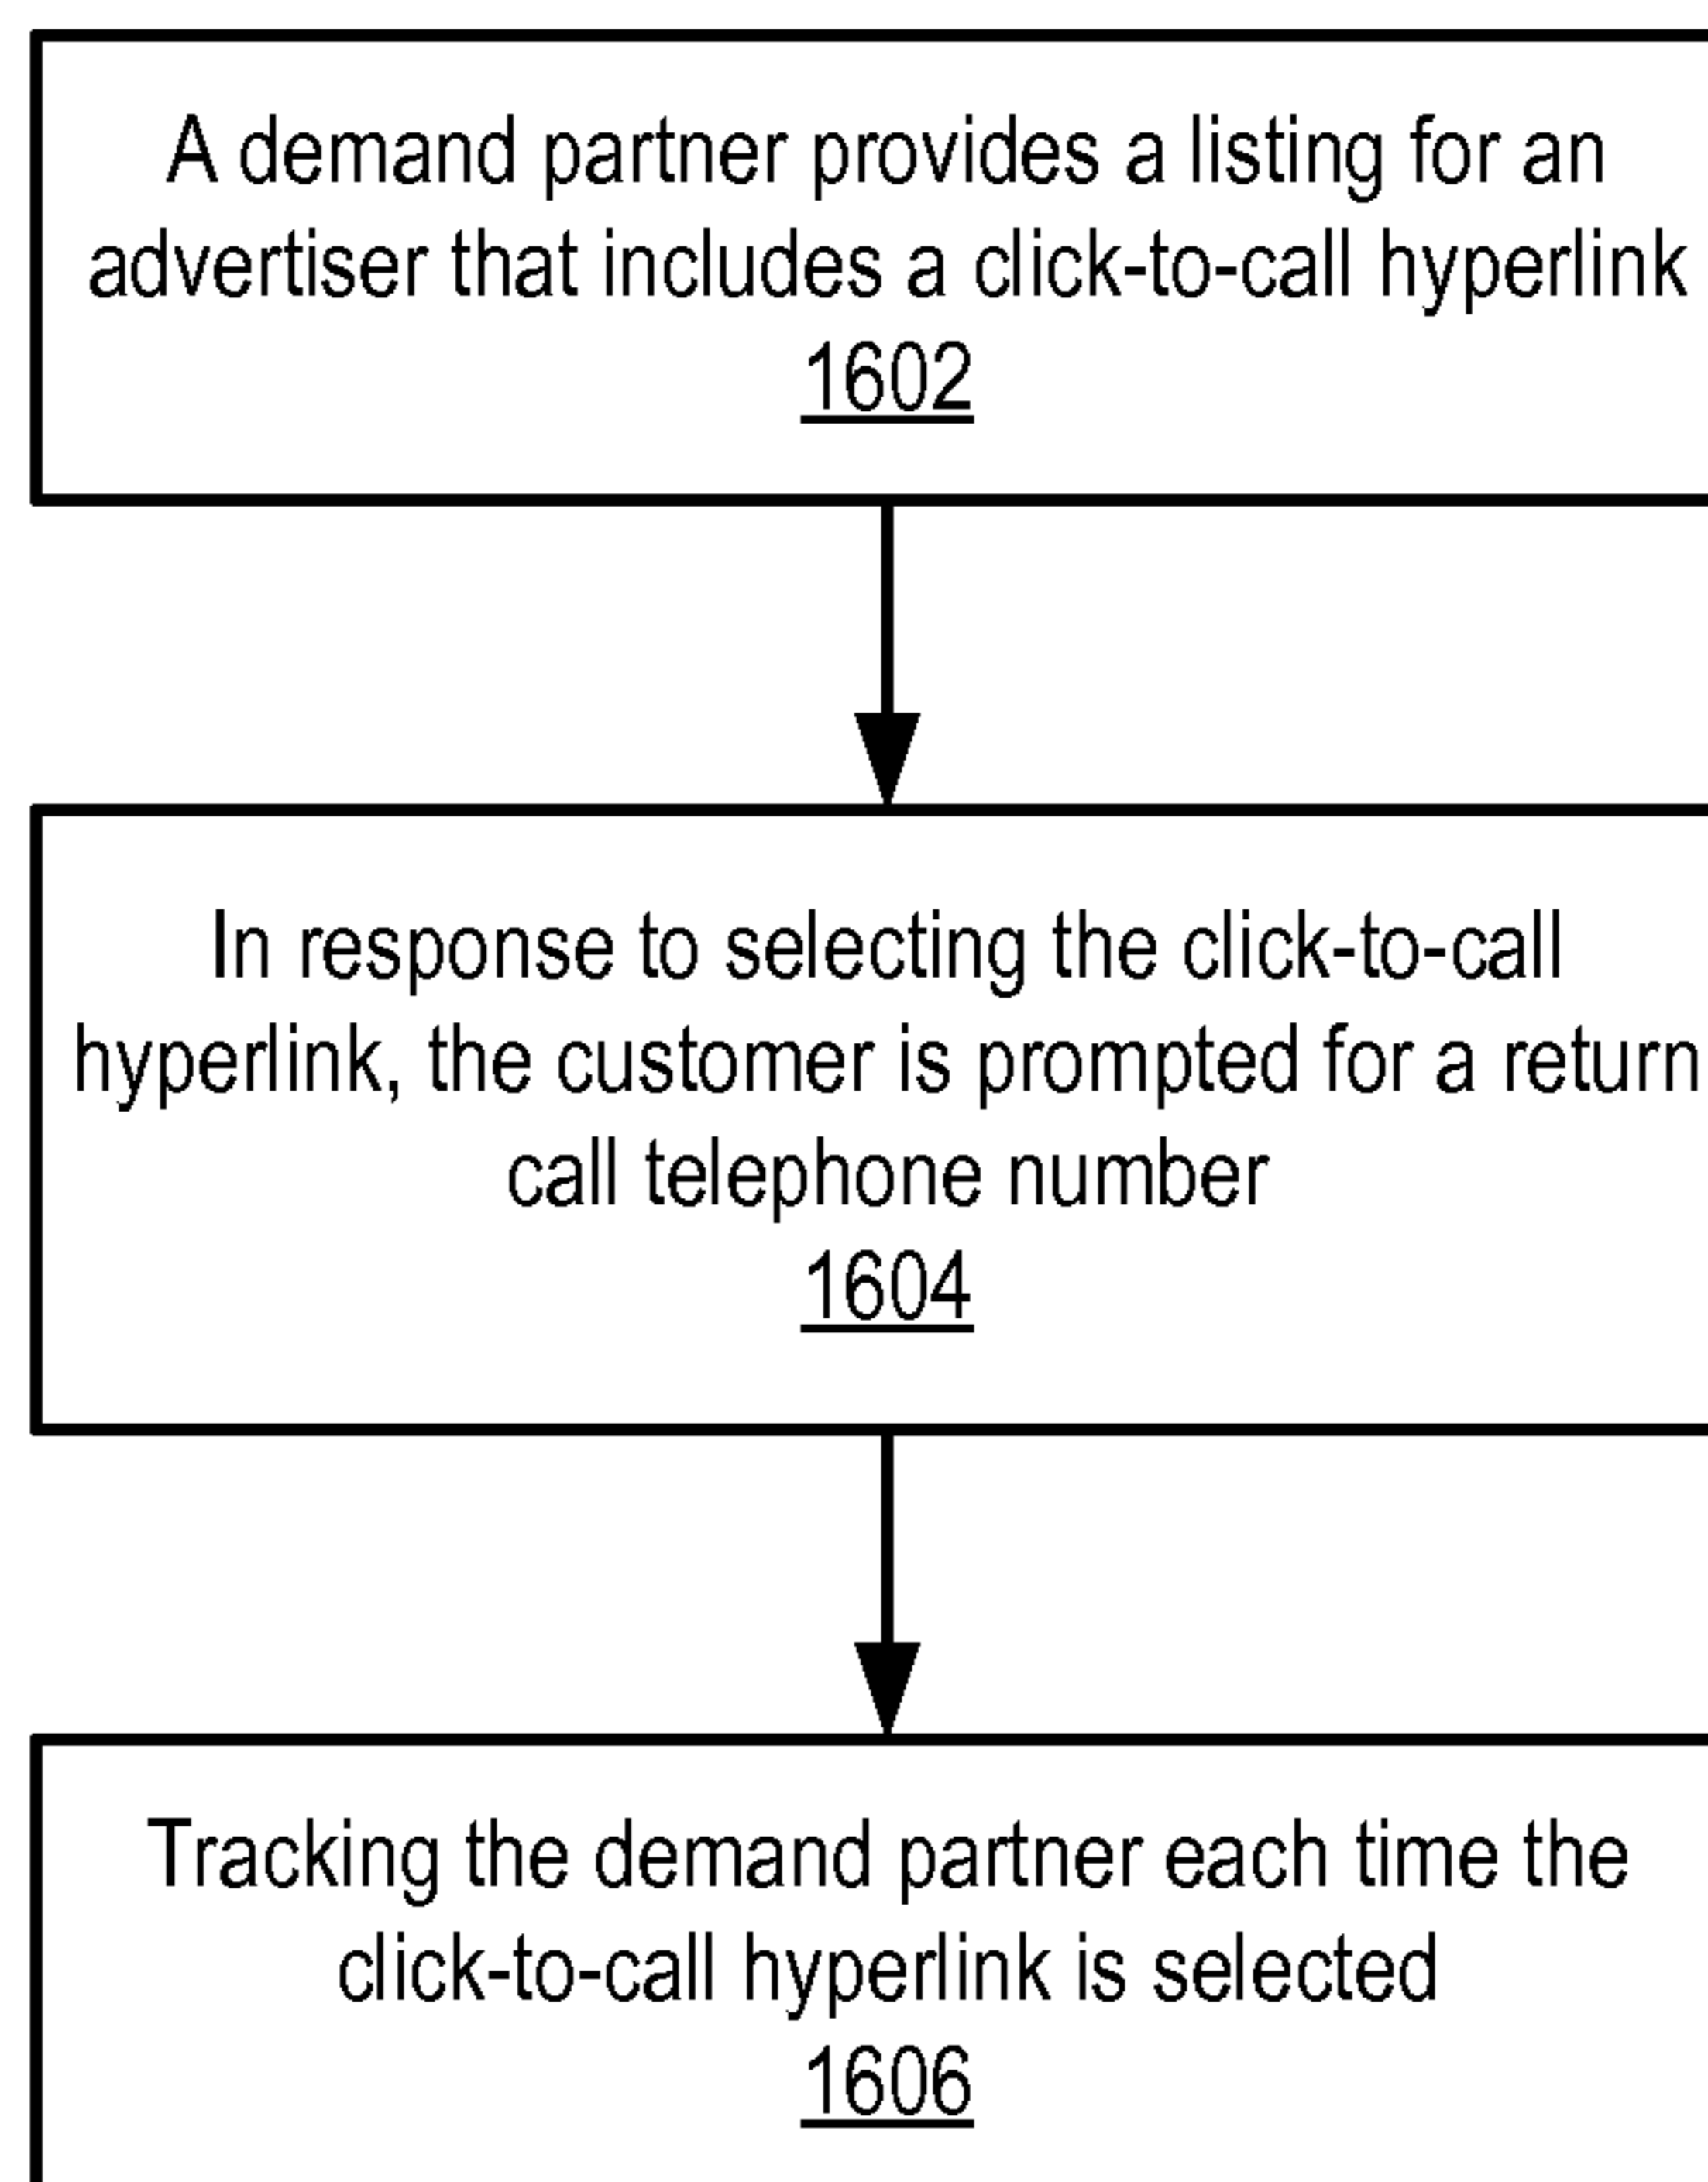 A demand partner provides a listing for an
advertiser that includes a click-to-call hyperlink
1602
In response to selecting the click-to-call
hyperlink, the customer is prompted for a return
call telephone number
1604
Tracking the demand partner each time the
click-to-call hyperlink is selected
1606